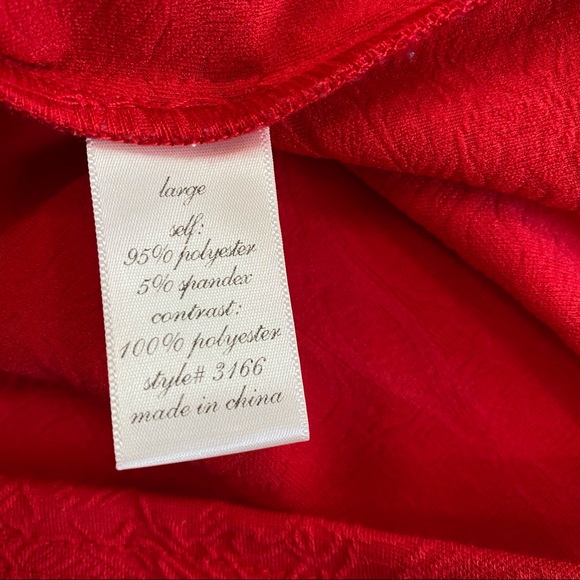 large
self:
95% polyester
5% spandex
contrast:
100% polyester
style# 3166
made in china